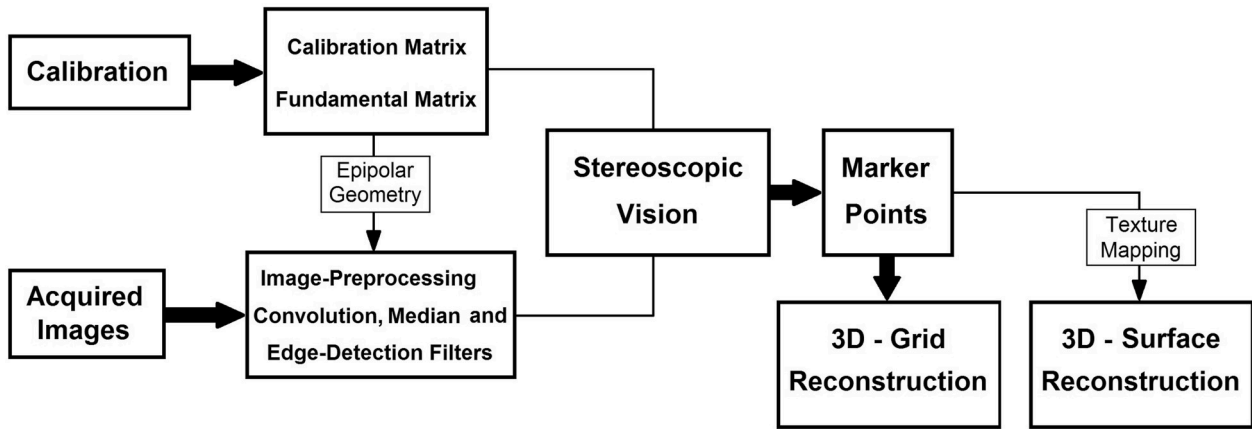 Calibration
Calibration Matrix
Fundamental Matrix
Epipolar
Geometry
Acquired
Images
Image-Preprocessing
Convolution, Median and
Edge-Detection Filters
Stereoscopic
Vision
Marker
Points
Texture
Mapping
3D - Grid
Reconstruction
3D - Surface
Reconstruction